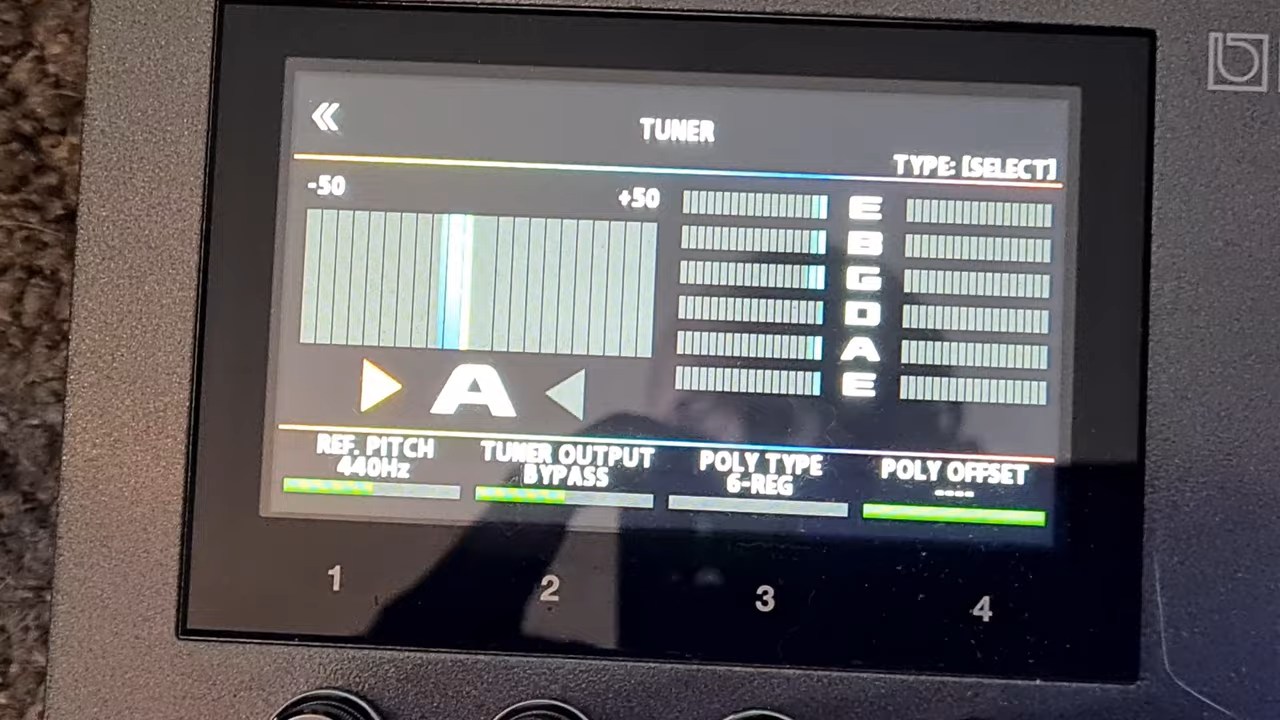 TUNER
TYPE: [SELECT]
-50
+50
E
B
G
D
A
E
A
REF. PITCH
440Hz
TUNER OUTPUT
BYPASS
POLY TYPE
6-REG
POLY OFFSET
----
1
2
3
4